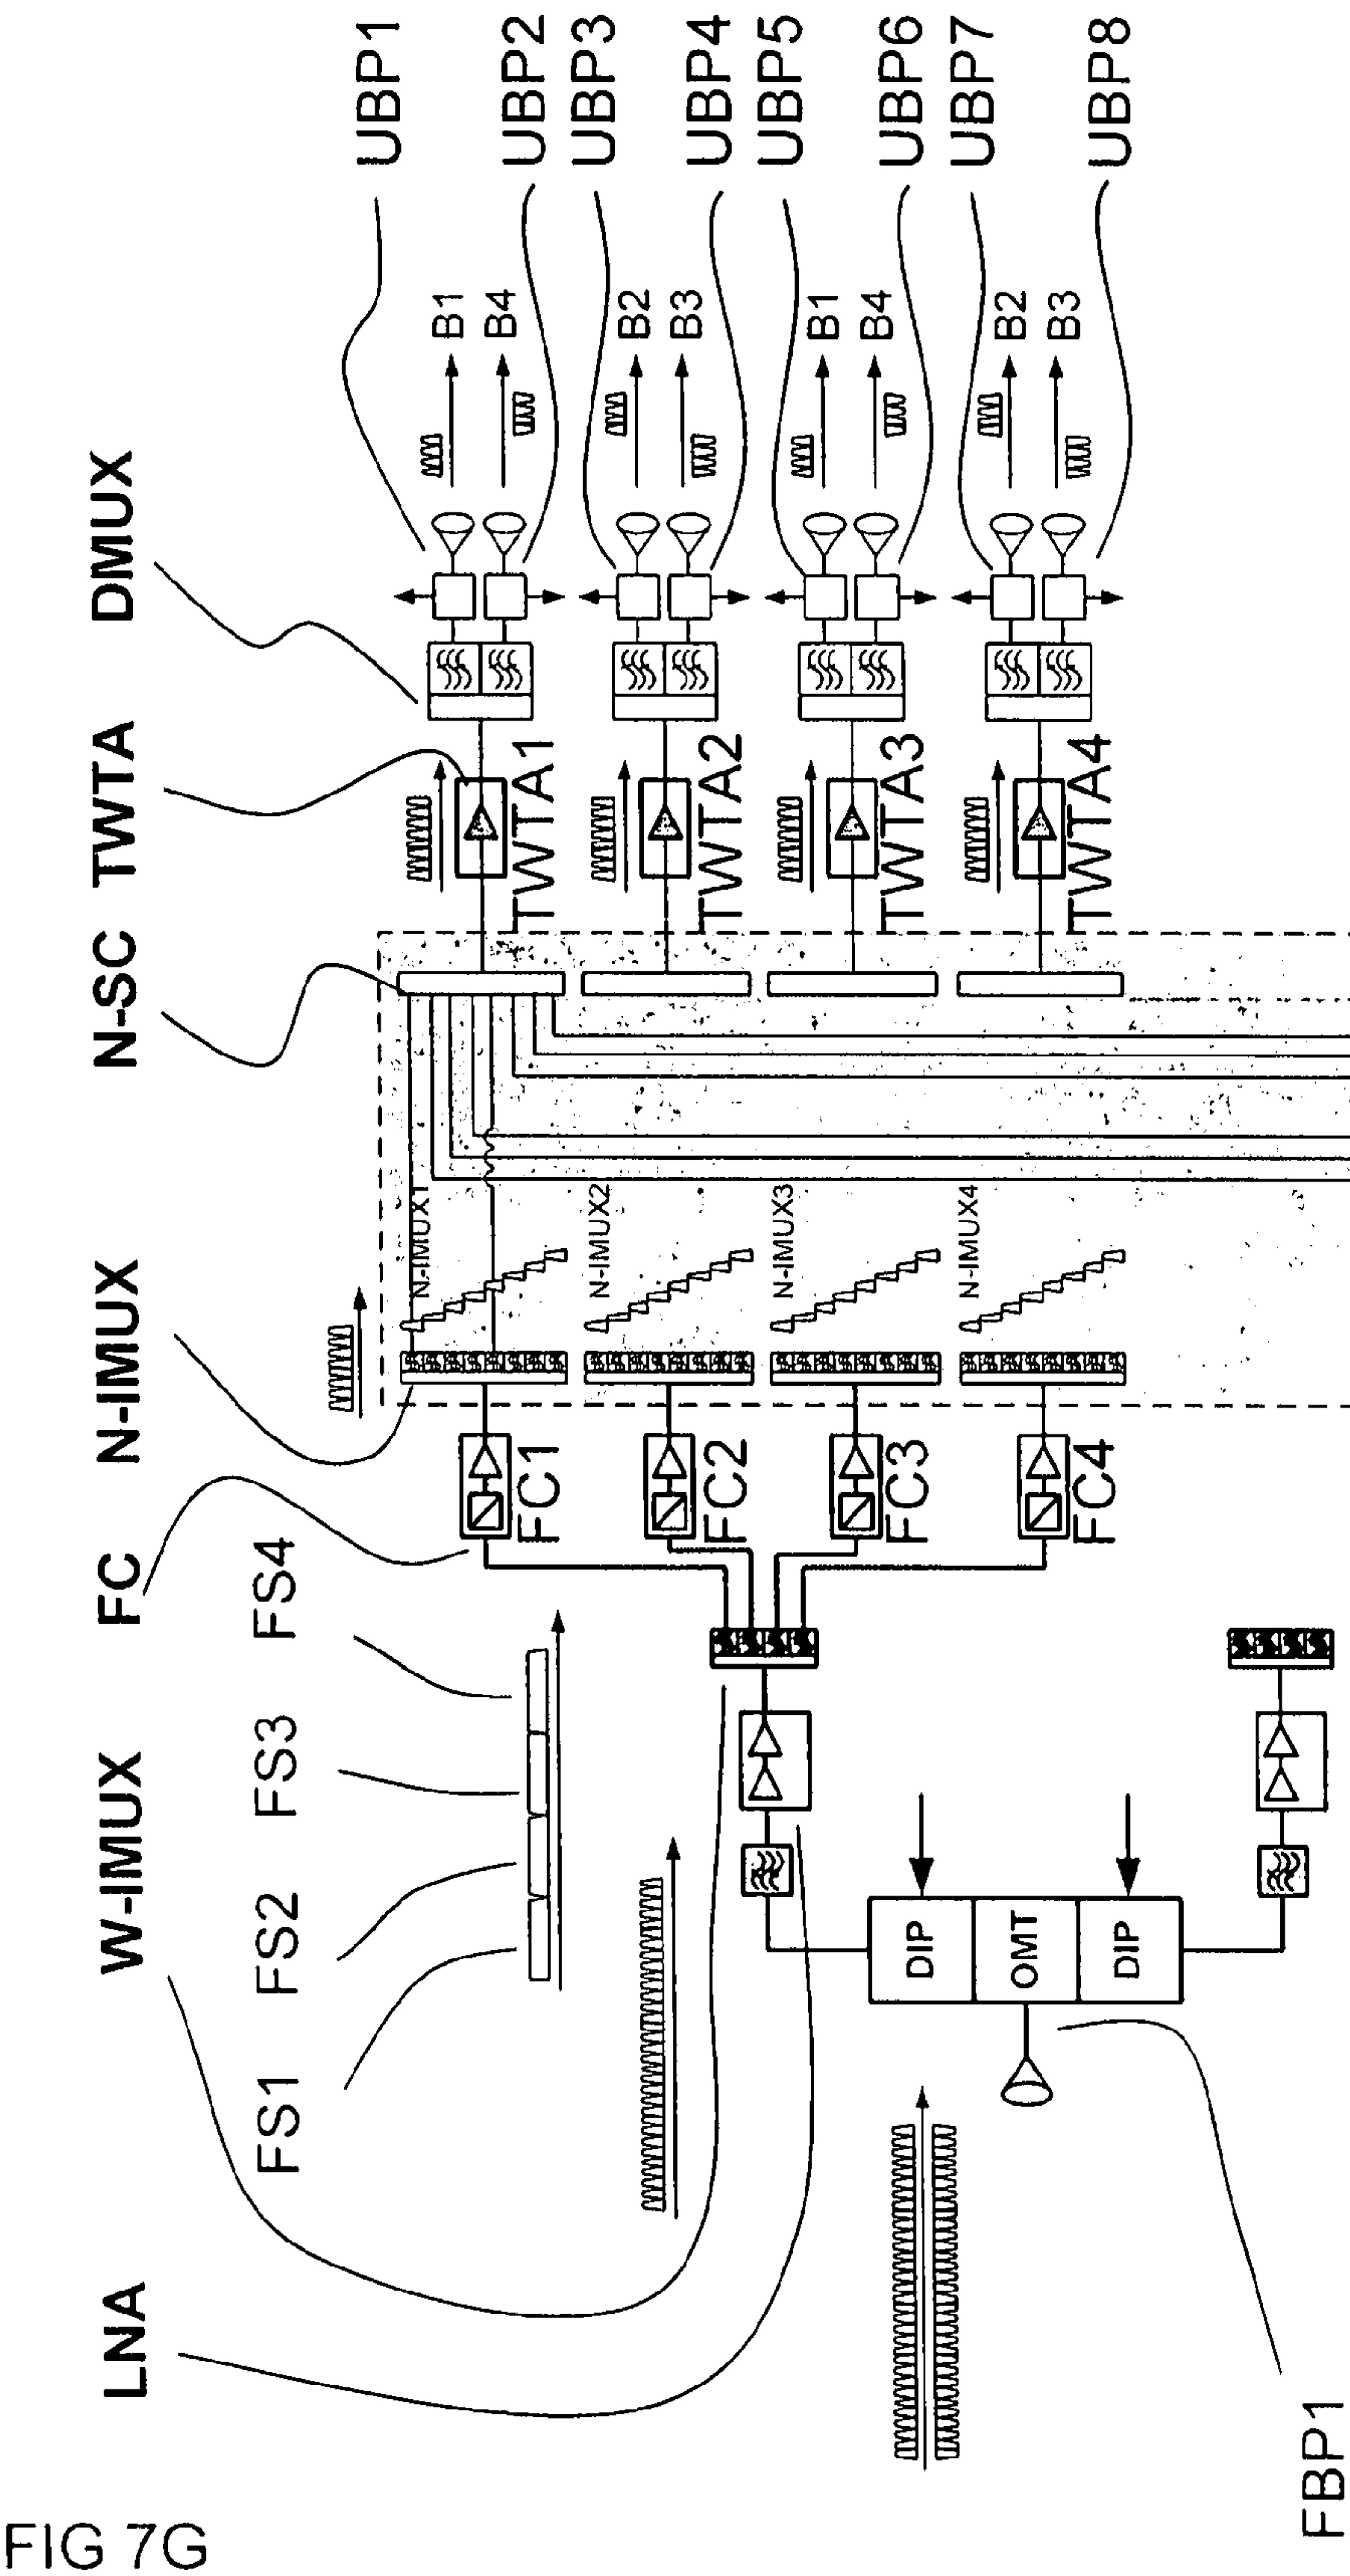 FIG 7G
LNA
W-IMUX
FC
N-IMUX
N-SC
TWTA
DMUX
FS1
FS2
FS3
FS4
UBP1
UBP2
UBP3
UBP4
UBP5
UBP6
UBP7
UBP8
B1
B4
B2
B3
B1
B4
B2
B3
TWTA1
TWTA2
TWTA3
TWTA4
N-IMUX1
N-IMUX2
N-IMUX3
N-IMUX4
FC1
FC2
FC3
FC4
DIP
OMT
DIP
FBP1